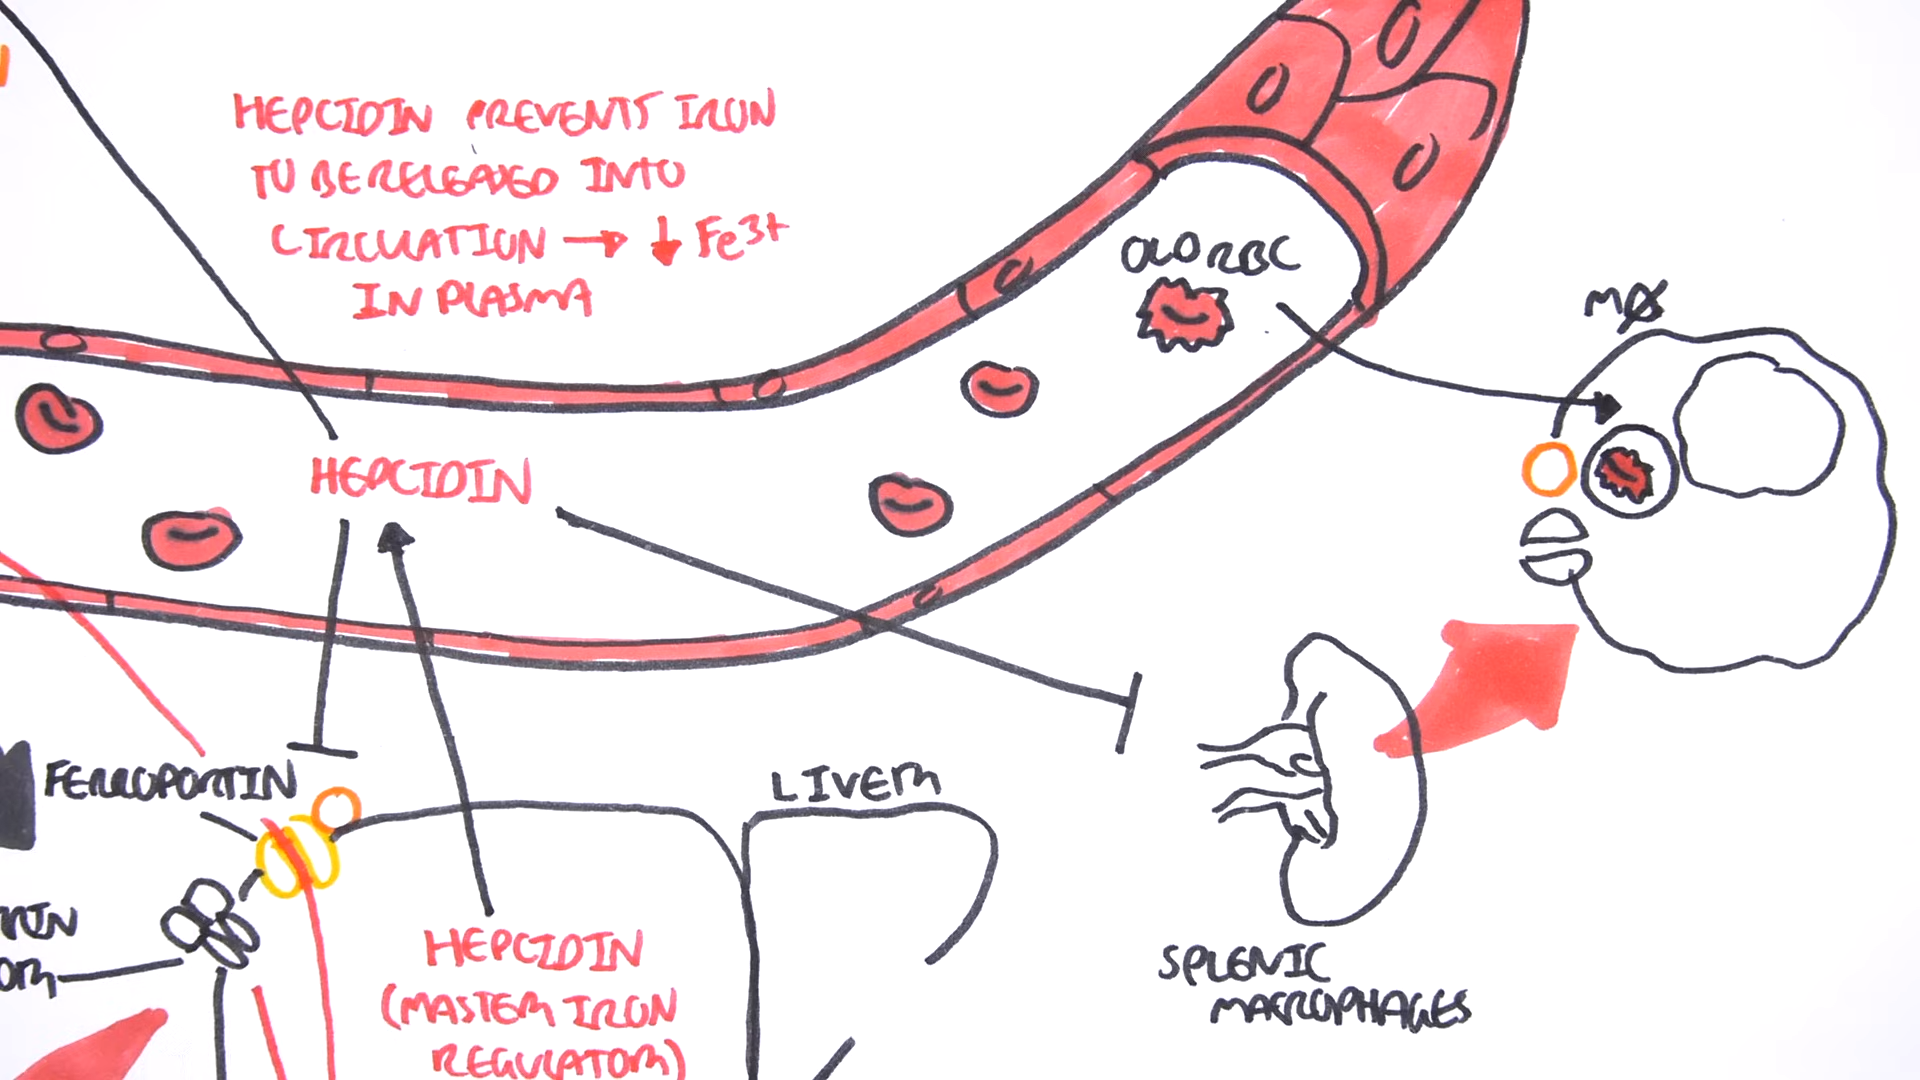 HEPCIDIN PREVENTS IRON
TO BE RELEASED INTO
CIRCULATION → ↓ Fe3+
IN PLASMA
OLD RBC
MØ
HEPCIDIN
FERROPORTIN
LIVER
HEPCIDIN
(MASTER IRON
REGULATOR)
SPLENIC
MACROPHAGES